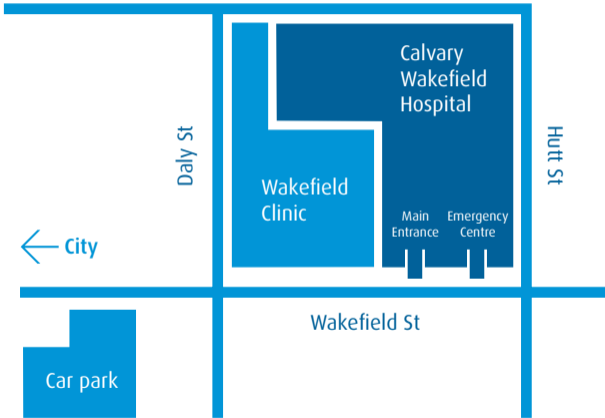 Calvary
Wakefield
Hospital
Daly St
Hutt St
Wakefield
Clinic
Main
Entrance
Emergency
Centre
City
Wakefield St
Car park